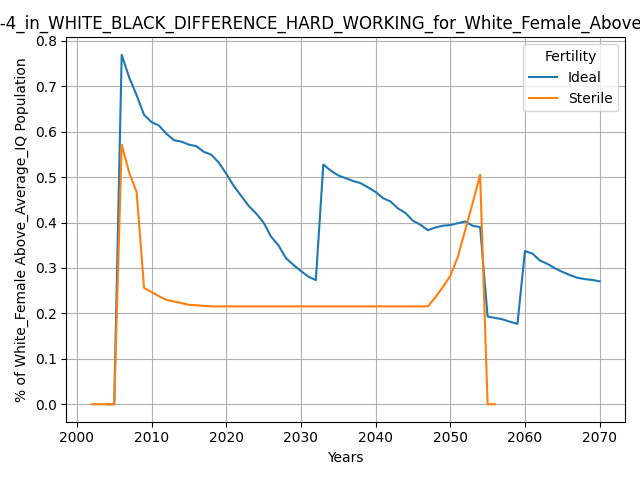 -4_in_WHITE_BLACK_DIFFERENCE_HARD_WORKING_for_White_Female_Above
% of White_Female Above_Average_IQ Population
0.8
0.7
0.6
0.5
0.4
0.3
0.2
0.1
0.0
Fertility
Ideal
Sterile
2000
2010
2020
2030
2040
2050
2060
2070
Years